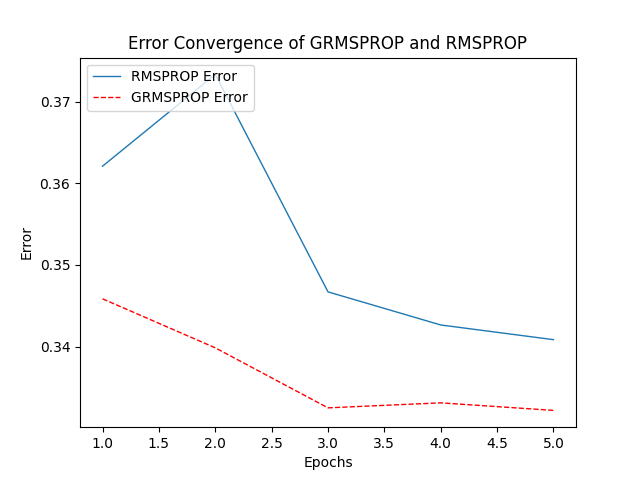 Error Convergence of GRMSPROP and RMSPROP
RMSPROP Error
GRMSPROP Error
0.37
0.36
0.35
0.34
Error
1.0 1.5 2.0 2.5 3.0 3.5 4.0 4.5 5.0
Epochs